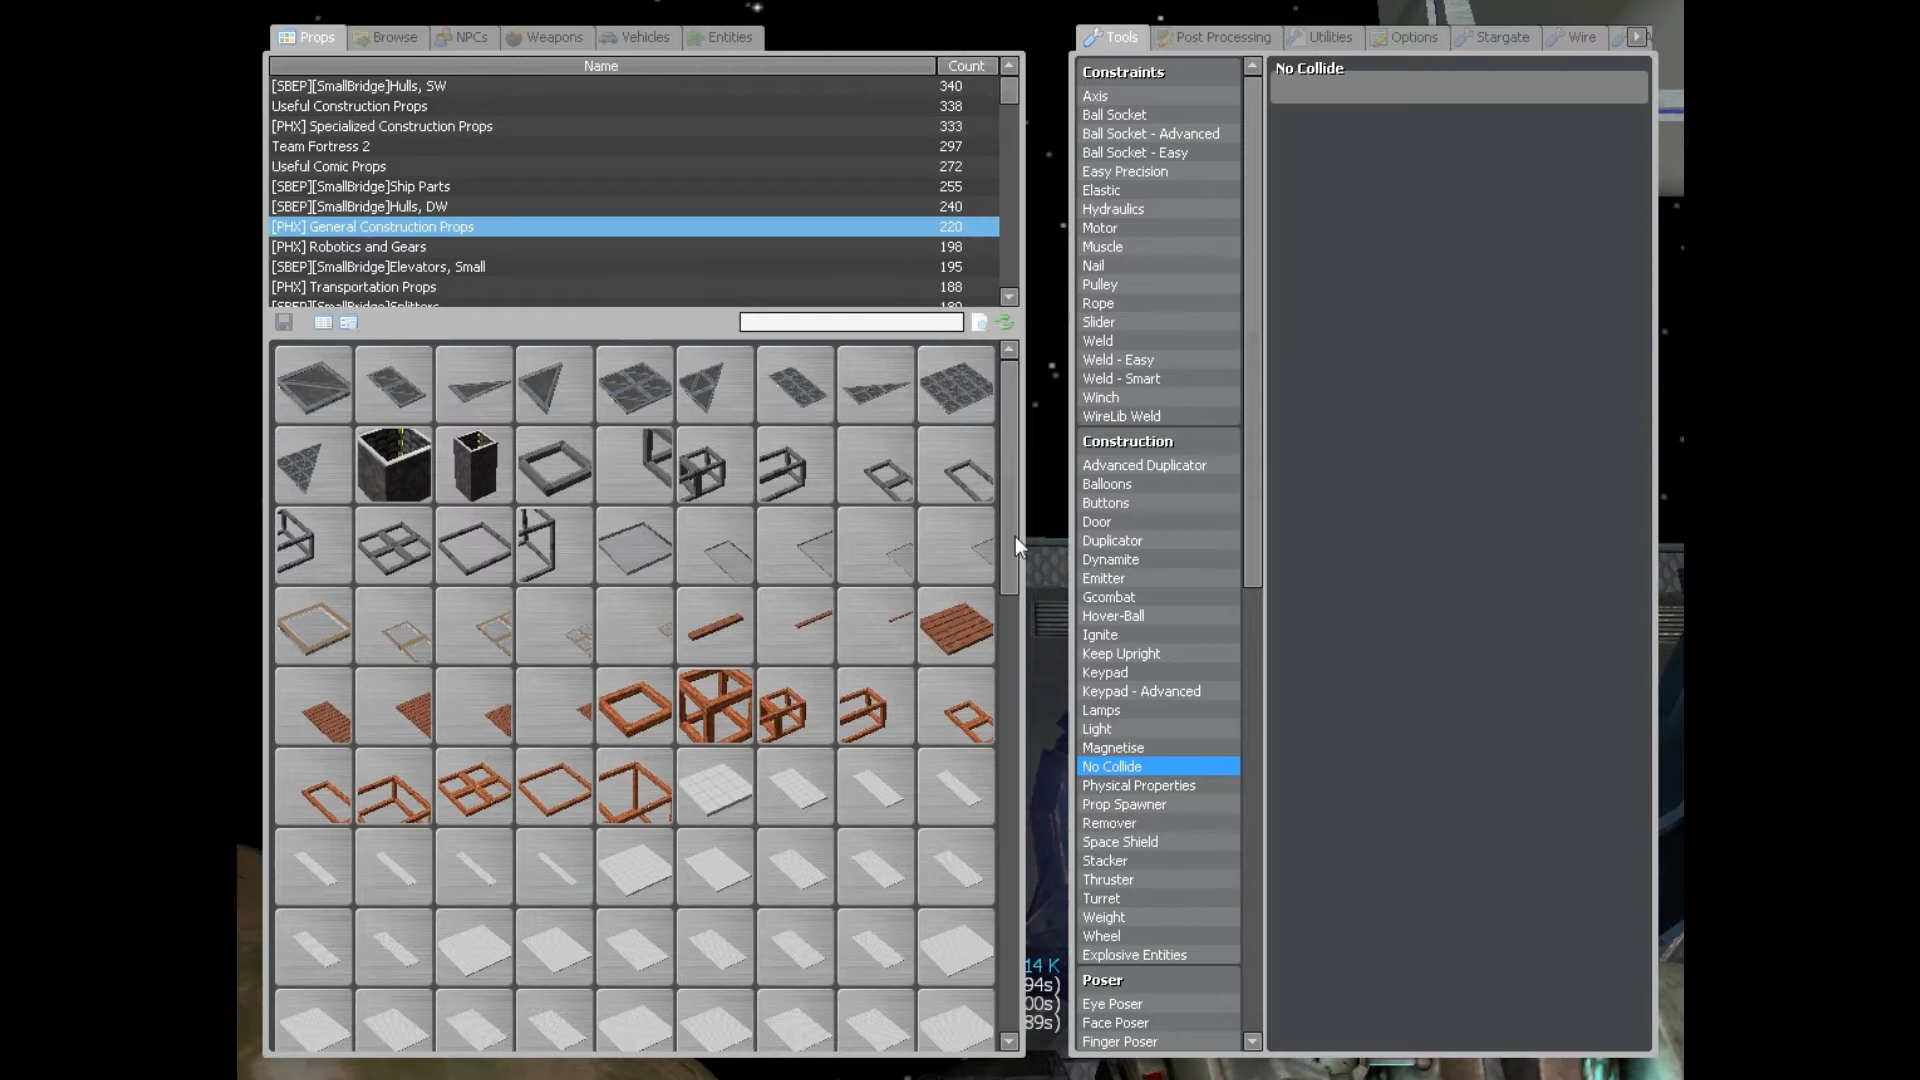 Props
Browse
NPCs
Weapons
Vehicles
Entities
Name
Count
[SBEP][SmallBridge]Hulls, SW 340
Useful Construction Props 338
[PHX] Specialized Construction Props 333
Team Fortress 2 297
Useful Comic Props 272
[SBEP][SmallBridge]Ship Parts 255
[SBEP][SmallBridge]Hulls, DW 240
[PHX] General Construction Props 220
[PHX] Robotics and Gears 198
[SBEP][SmallBridge]Elevators, Small 195
[PHX] Transportation Props 188
[SBEP][SmallBridge]Splitters
14 K
94s)
00s)
89s)
Tools
Post Processing
Utilities
Options
Stargate
Wire
Constraints
Axis
Ball Socket
Ball Socket - Advanced
Ball Socket - Easy
Easy Precision
Elastic
Hydraulics
Motor
Muscle
Nail
Pulley
Rope
Slider
Weld
Weld - Easy
Weld - Smart
Winch
WireLib Weld
Construction
Advanced Duplicator
Balloons
Buttons
Door
Duplicator
Dynamite
Emitter
Gcombat
Hover-Ball
Ignite
Keep Upright
Keypad
Keypad - Advanced
Lamps
Light
Magnetise
No Collide
Physical Properties
Prop Spawner
Remover
Space Shield
Stacker
Thruster
Turret
Weight
Wheel
Explosive Entities
Poser
Eye Poser
Face Poser
Finger Poser
No Collide